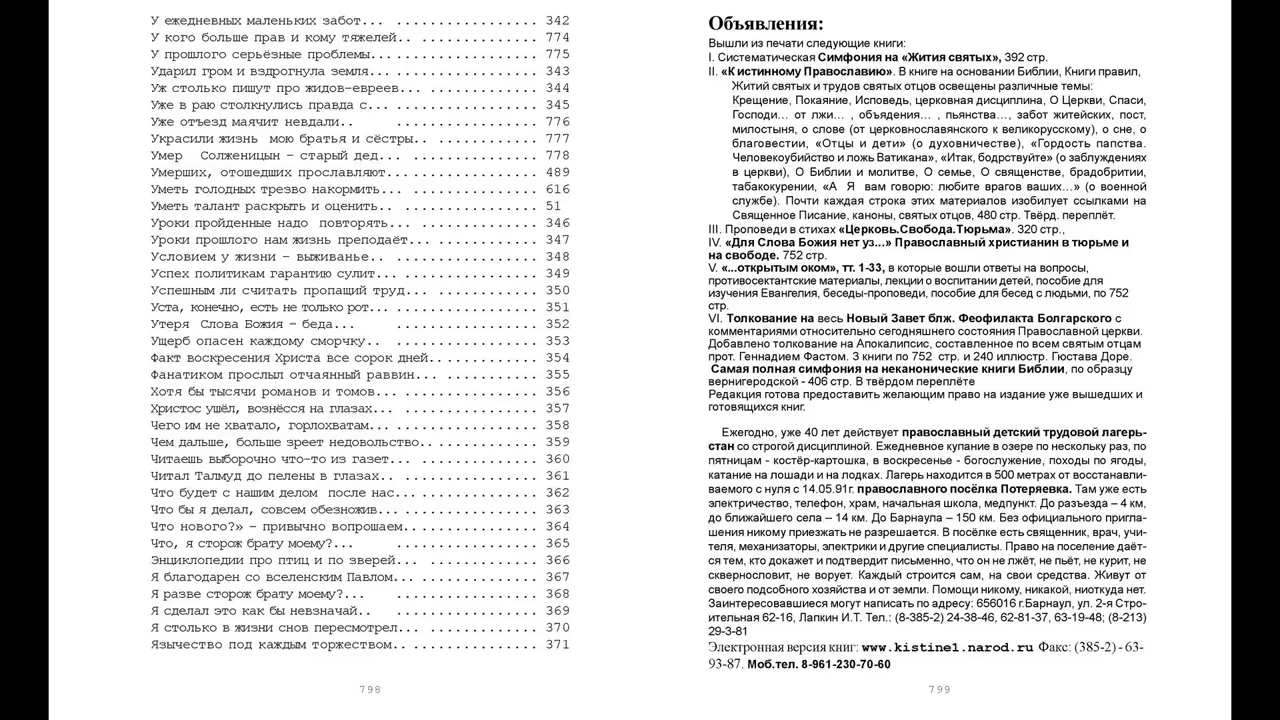 У ежедневных маленьких забот... .................. 342
У кого больше прав и кому тяжелей.. .............. 774
У прошлого серьёзные проблемы... ................ 775
Ударил гром и вздрогнула земля... ................ 343
Уж столько пишут про жидов-евреев... ............. 344
Уже в раю столкнулись правда с... ................ 345
Уже отъезд маячит невдали.. .................. 776
Украсили жизнь мою братья и сёстры.. ............. 777
Умер Солженицын – старый дед... ................ 778
Умерших, отошедших прославляют... ................ 489
Уметь голодных трезво накормить... ............... 616
Уметь талант раскрыть и оценить.. ................ 51
Уроки пройденные надо повторять... ............... 346
Уроки прошлого нам жизнь преподаёт... ............ 347
Условием у жизни – выживанье.. .................. 348
Успех политикам гарантию сулит... ................ 349
Успешным ли считать пропащий труд... ............. 350
Уста, конечно, есть не только рот... ............. 351
Утеря Слова Божия – беда... .................. 352
Ущерб опасен каждому сморчку.. .................. 353
Факт воскресения Христа все сорок дней.. ......... 354
Фанатиком прослыл отчаянный раввин... ............ 355
Хотя бы тысячи романов и томов... ................ 356
Христос ушёл, вознёсся на глазах... .............. 357
Чего им не хватало, горлохватам... ............... 358
Чем дальше, больше зреет недовольство.. .......... 359
Читаешь выборочно что-то из газет... ............. 360
Читал Талмуд до пелены в глазах.. ................ 361
Что будет с нашим делом после нас... ............. 362
Что бы я делал, совсем обезножив... .............. 363
Что нового?» – привычно вопрошаем.. .............. 364
Что, я сторож брату моему?... .................. 365
Энциклопедии про птиц и по зверей... ............. 366
Я благодарен со вселенским Павлом... ............. 367
Я разве сторож брату моему?... .................. 368
Я сделал это как бы невзначай.. .................. 369
Я столько в жизни снов пересмотрел... ............ 370
Язычество под каждым торжеством.. ................ 371
798
Объявления:
Вышли из печати следующие книги:
I. Систематическая Симфония на «Жития святых», 392 стр.
II. «К истинному Православию». В книге на основании Библии, Книги правил,
Житий святых и трудов святых отцов освещены различные темы:
Крещение, Покаяние, Исповедь, церковная дисциплина, О Церкви, Спаси,
Господи… от лжи… , объядения… , пьянства…, забот житейских, пост,
милостыня, о слове (от церковнославянского к великорусскому), о сне, о
благовестии, «Отцы и дети» (о духовничестве), «Гордость папства.
Человекоубийство и ложь Ватикана», «Итак, бодрствуйте» (о заблуждениях
в церкви), О Библии и молитве, О семье, О священстве, брадобритии,
табакокурении, «А Я вам говорю: любите врагов ваших…» (о военной
службе). Почти каждая строка этих материалов изобилует ссылками на
Священное Писание, каноны, святых отцов, 480 стр. Твёрд. переплёт.
III. Проповеди в стихах «Церковь.Свобода.Тюрьма». 320 стр.,
IV. «Для Слова Божия нет уз...» Православный христианин в тюрьме и
на свободе. 752 стр.
V. «...открытым оком», тт. 1-33, в которые вошли ответы на вопросы,
противосектантские материалы, лекции о воспитании детей, пособие для
изучения Евангелия, беседы-проповеди, пособие для бесед с людьми, по 752
стр.
VI. Толкование на весь Новый Завет блж. Феофилакта Болгарского с
комментариями относительно сегодняшнего состояния Православной церкви.
Добавлено толкование на Апокалипсис, составленное по всем святым отцам
прот. Геннадием Фастом. 3 книги по 752 стр. и 240 иллюстр. Гюстава Доре.
Самая полная симфония на неканонические книги Библии, по образцу
вернигеродской - 406 стр. В твёрдом переплёте
Редакция готова предоставить желающим право на издание уже вышедших и
готовящихся книг.
Ежегодно, уже 40 лет действует православный детский трудовой лагерь-
стан со строгой дисциплиной. Ежедневное купание в озере по нескольку раз, по
пятницам - костёр-картошка, в воскресенье - богослужение, походы по ягоды,
катание на лошади и на лодках. Лагерь находится в 500 метрах от восстанавли-
ваемого с нуля с 14.05.91г. православного посёлка Потеряевка. Там уже есть
электричество, телефон, храм, начальная школа, медпункт. До разъезда – 4 км,
до ближайшего села – 14 км. До Барнаула – 150 км. Без официального пригла-
шения никому приезжать не разрешается. В посёлке есть священник, врач, учи-
теля, механизаторы, электрики и другие специалисты. Право на поселение даёт-
ся тем, кто докажет и подтвердит письменно, что он не лжёт, не пьёт, не курит, не
сквернословит, не ворует. Каждый строится сам, на свои средства. Живут от
своего подсобного хозяйства и от земли. Помощи никому, никакой, ниоткуда нет.
Заинтересовавшиеся могут написать по адресу: 656016 г.Барнаул, ул. 2-я Стро-
ительная 62-16, Лапкин И.Т. Тел.: (8-385-2) 24-38-46, 62-81-37, 63-19-48; (8-213)
29-3-81
Электронная версия книг: www.kistine1.narod.ru Факс: (385-2) - 63-
93-87. Моб.тел. 8-961-230-70-60
799